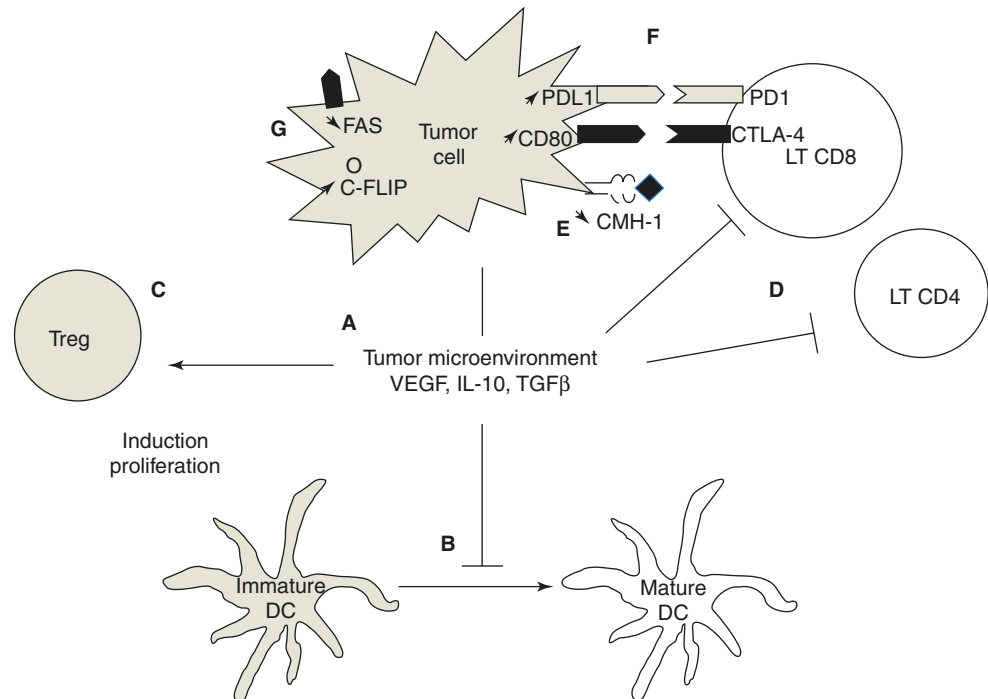 F
PDL1
PD1
G
FAS
Tumor
cell
CD80
CTLA-4
LT CD8
O
C-FLIP
E
CMH-1
C
D
LT CD4
A
Treg
Tumor microenvironment
VEGF, IL-10, TGFβ
Induction
proliferation
B
Immature
DC
Mature
DC